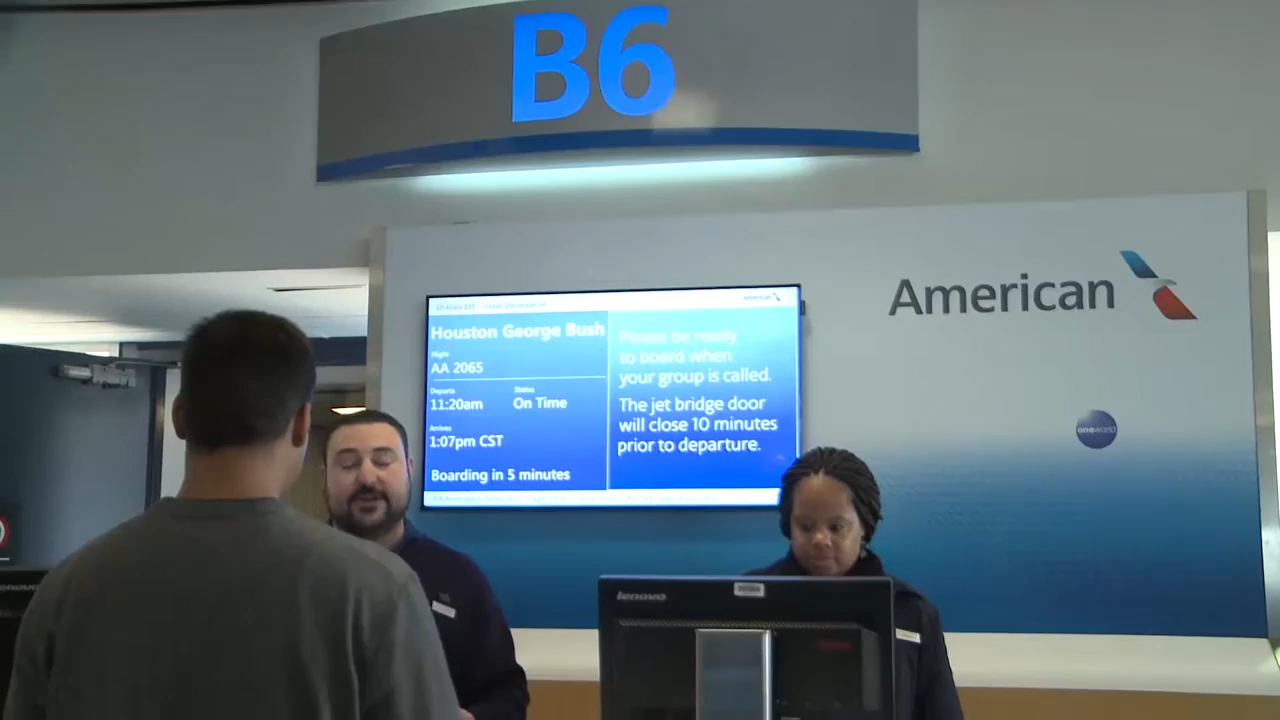 B6
American
American
Houston George Bush
Flight
AA 2065
Departs
Status
11:20am
On Time
Arrives
1:07pm CST
Boarding in 5 minutes
Please be ready
to board when
your group is called.
The jet bridge door
will close 10 minutes
prior to departure.
oneworld
lenovo
lenovo